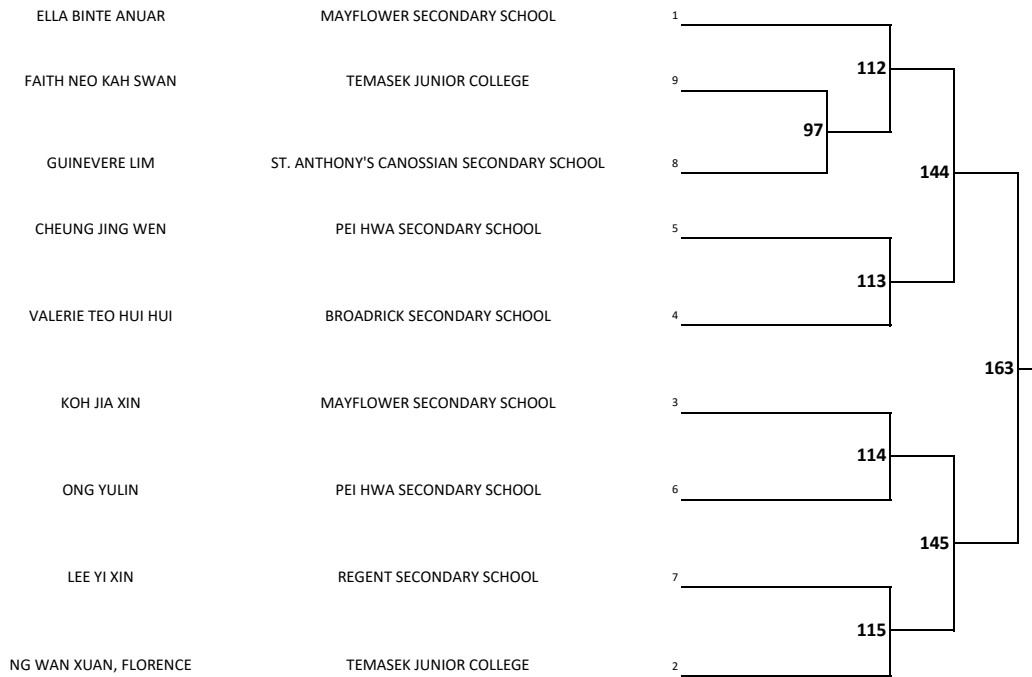 ELLA BINTE ANUAR MAYFLOWER SECONDARY SCHOOL 1
112
FAITH NEO KAH SWAN TEMASEK JUNIOR COLLEGE 9
97
GUINEVERE LIM ST. ANTHONY'S CANOSSIAN SECONDARY SCHOOL 8
144
CHEUNG JING WEN PEI HWA SECONDARY SCHOOL 5
113
VALERIE TEO HUI HUI BROADRICK SECONDARY SCHOOL 4
163
KOH JIA XIN MAYFLOWER SECONDARY SCHOOL 3
114
ONG YULIN PEI HWA SECONDARY SCHOOL 6
145
LEE YI XIN REGENT SECONDARY SCHOOL 7
115
NG WAN XUAN, FLORENCE TEMASEK JUNIOR COLLEGE 2